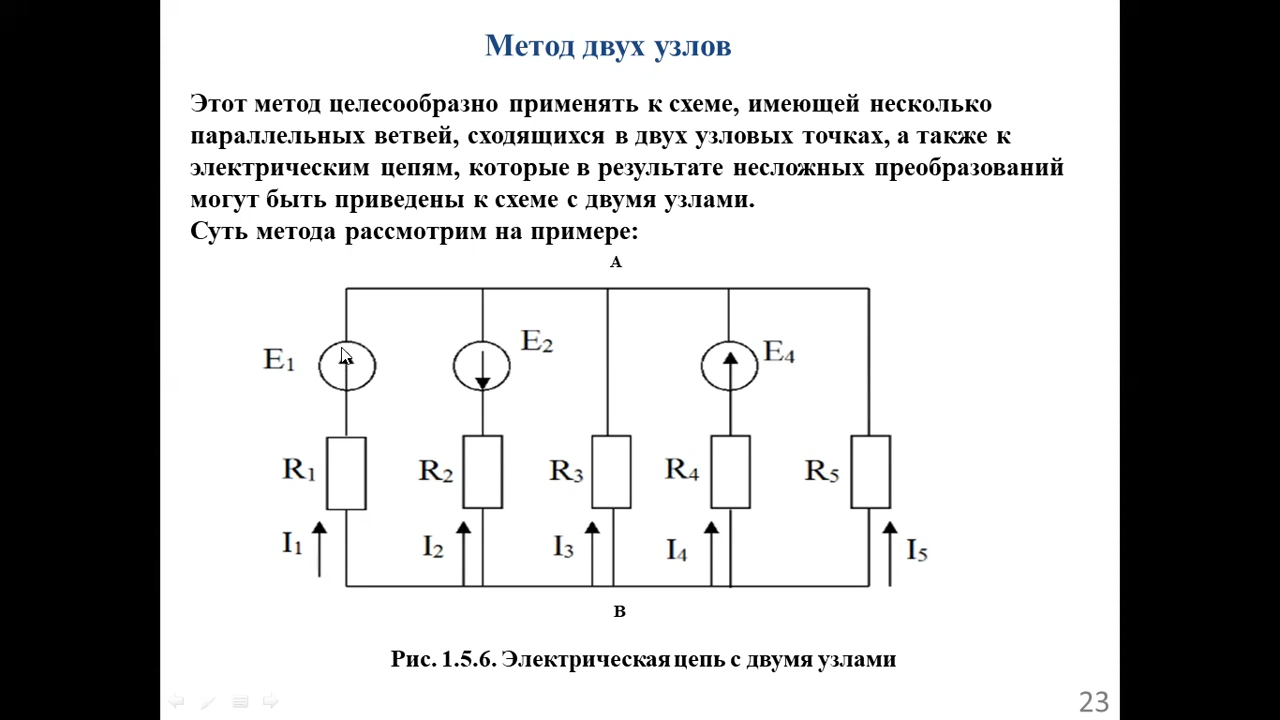 Метод двух узлов
Этот метод целесообразно применять к схеме, имеющей несколько
параллельных ветвей, сходящихся в двух узловых точках, а также к
электрическим цепям, которые в результате несложных преобразований
могут быть приведены к схеме с двумя узлами.
Суть метода рассмотрим на примере:
А
E1
E2
E4
R1
R2
R3
R4
R5
I1
I2
I3
I4
I5
В
Рис. 1.5.6. Электрическая цепь с двумя узлами
23